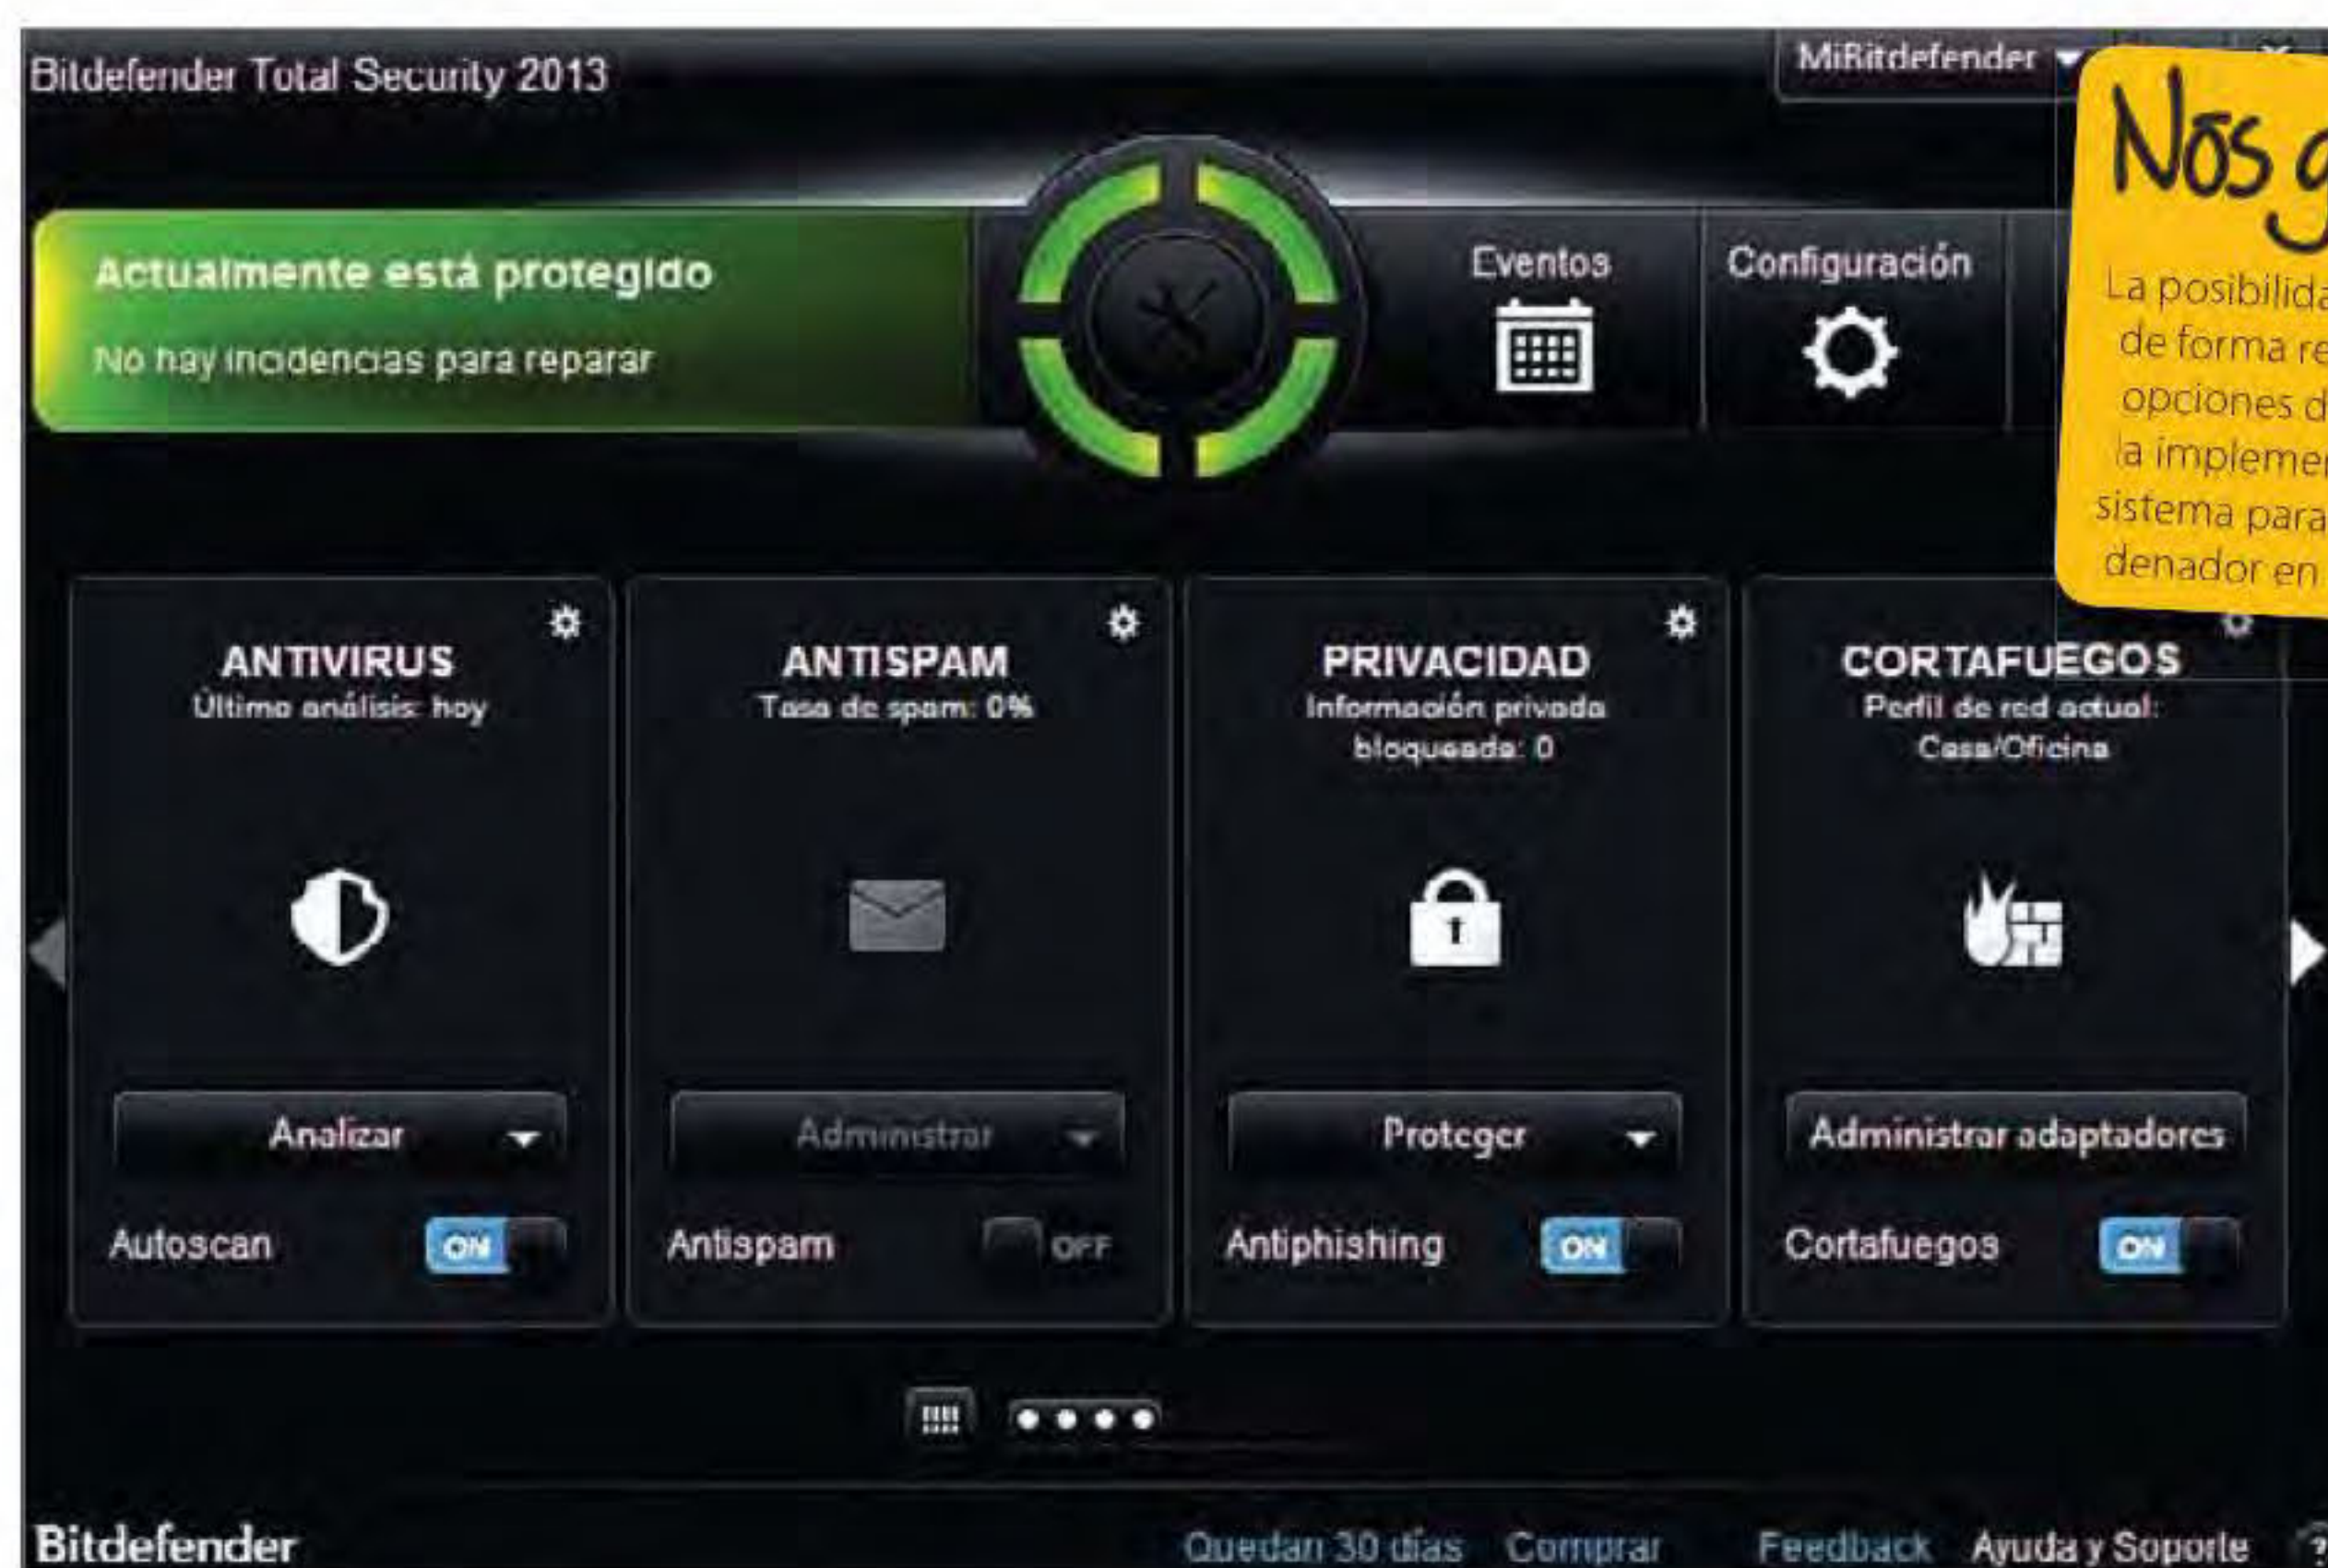 Bitdefender Total Security 2013
MiBitdefender
Nos g
La posibilida
de forma re
opciones d
la implemen
sistema para
denador en
Actualmente está protegido
No hay incidencias para reparar
Eventos
Configuración
ANTIVIRUS
Último análisis: hoy
Analizar
Autoscan ON
ANTISPAM
Tasa de spam: 0%
Administrar
Antispam OFF
PRIVACIDAD
Información privada
bloqueada: 0
Proteger
Antiphishing ON
CORTAFUEGOS
Perfil de red actual:
Casa/Oficina
Administrar adaptadores
Cortafuegos ON
Bitdefender
Quedan 30 días Comprar Feedback Ayuda y Soporte ?